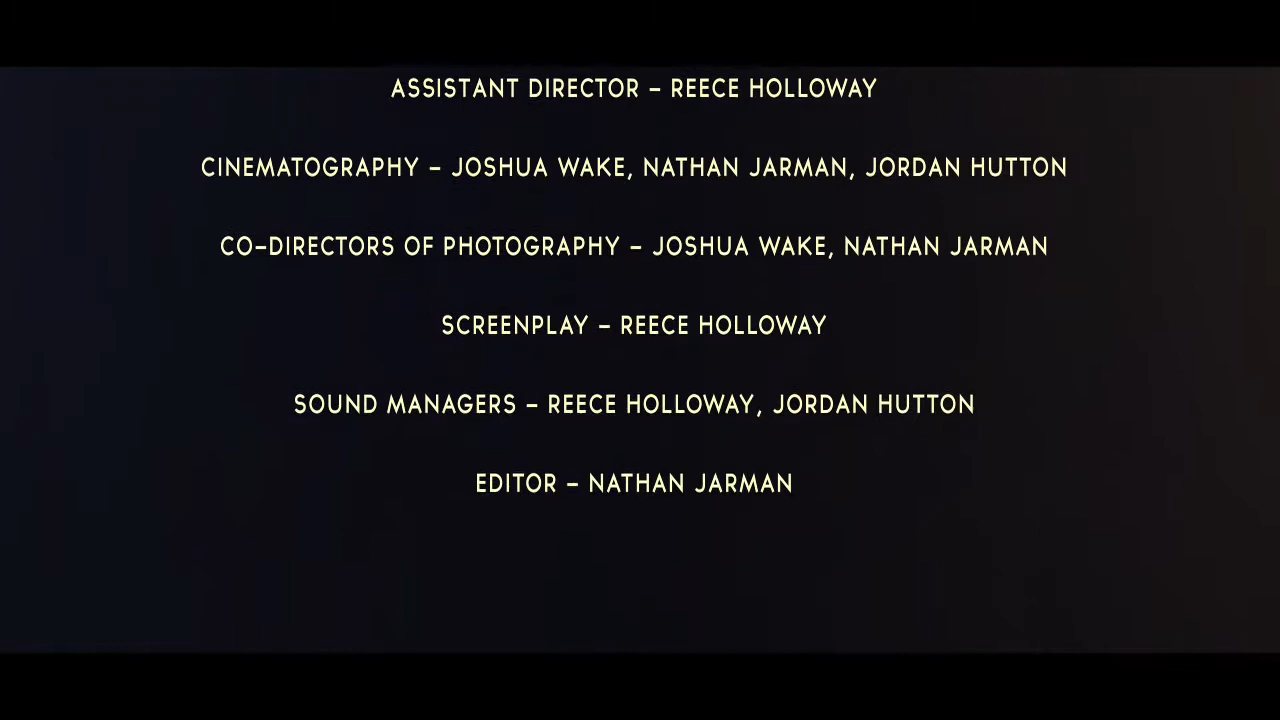 ASSISTANT DIRECTOR – REECE HOLLOWAY
CINEMATOGRAPHY – JOSHUA WAKE, NATHAN JARMAN, JORDAN HUTTON
CO-DIRECTORS OF PHOTOGRAPHY – JOSHUA WAKE, NATHAN JARMAN
SCREENPLAY – REECE HOLLOWAY
SOUND MANAGERS – REECE HOLLOWAY, JORDAN HUTTON
EDITOR – NATHAN JARMAN